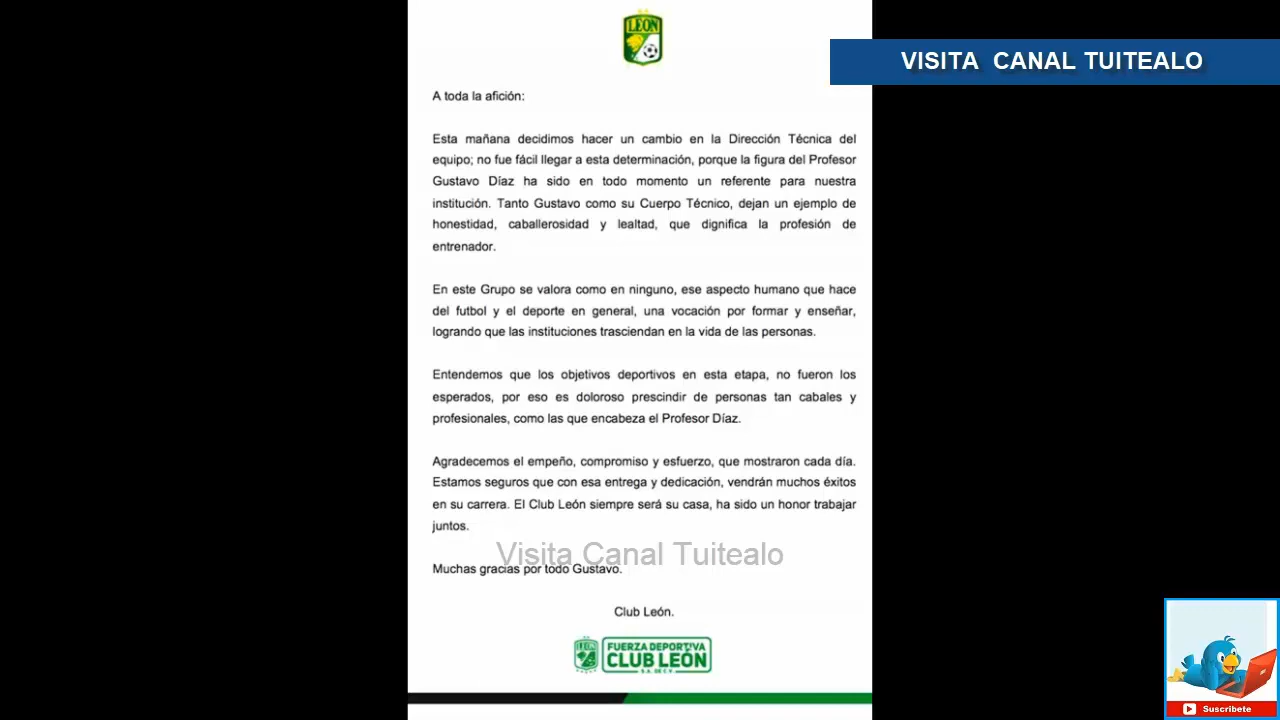 LEON
VISITA CANAL TUITEALO
A toda la afición:
Esta mañana decidimos hacer un cambio en la Dirección Técnica del
equipo; no fue fácil llegar a esta determinación, porque la figura del Profesor
Gustavo Díaz ha sido en todo momento un referente para nuestra
institución. Tanto Gustavo como su Cuerpo Técnico, dejan un ejemplo de
honestidad, caballerosidad y lealtad, que dignifica la profesión de
entrenador.
En este Grupo se valora como en ninguno, ese aspecto humano que hace
del futbol y el deporte en general, una vocación por formar y enseñar,
logrando que las instituciones trasciendan en la vida de las personas.
Entendemos que los objetivos deportivos en esta etapa, no fueron los
esperados, por eso es doloroso prescindir de personas tan cabales y
profesionales, como las que encabeza el Profesor Díaz.
Agradecemos el empeño, compromiso y esfuerzo, que mostraron cada día.
Estamos seguros que con esa entrega y dedicación, vendrán muchos éxitos
en su carrera. El Club León siempre será su casa, ha sido un honor trabajar
juntos.
Visita Canal Tuitealo
Muchas gracias por todo Gustavo.
Club León.
FUERZA DEPORTIVA
CLUB LEÓN
S.A. DE C.V.
Suscribete